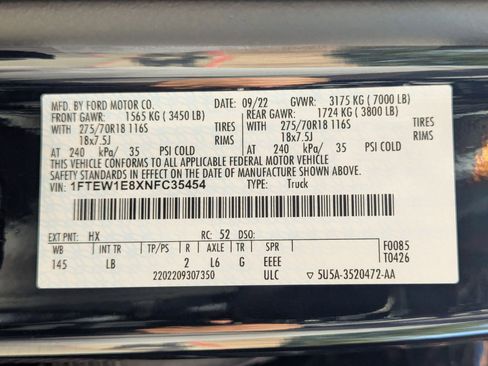 MFD. BY FORD MOTOR CO. 09/22 GVWR: 3175 KG ( 7000 LB)
FRONT GAWR: 1565 KG ( 3450 LB) REAR GAWR: 1724 KG ( 3800 LB)
WITH 275/70R18 116S TIRES WITH 275/70R18 116S TIRES
18x7.5J 18x7.5J
AT 240 kPa/ 35 PSI COLD AT 240 kPa/ 35 PSI COLD
THIS VEHICLE CONFORMS TO ALL APPLICABLE FEDERAL MOTOR VEHICLE
SAFETY STANDARDS IN EFFECT ON THE DATE OF MANUFACTURE SHOWN ABOVE.
VIN: 1FTEW1E8XNFC35454 TYPE: Truck
EXT PNT: HX RC: 52 DSO: F0085
WB INT TR TP/PS R AXLE TR SPR T0426
145 LB 2 L6 G EEEE
2202209307350 ULC 5U5A-3520472-AA